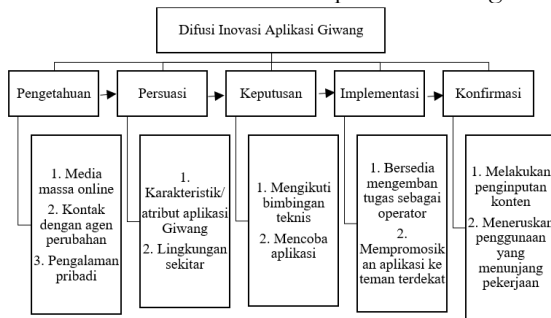 Difusi Inovasi Aplikasi Giwang
Pengetahuan
Persuasi
Keputusan
Implementasi
Konfirmasi
1. Media
massa online
2. Kontak
dengan agen
perubahan
3. Pengalaman
pribadi
1.
Karakteristik/
atribut aplikasi
Giwang
2. Lingkungan
sekitar
1. Mengikuti
bimbingan
teknis
2. Mencoba
aplikasi
1. Bersedia
mengemban
tugas sebagai
operator
2.
Mempromosik
an aplikasi ke
teman terdekat
1. Melakukan
penginputan
konten
2. Meneruskan
penggunaan
yang
menunjang
pekerjaan